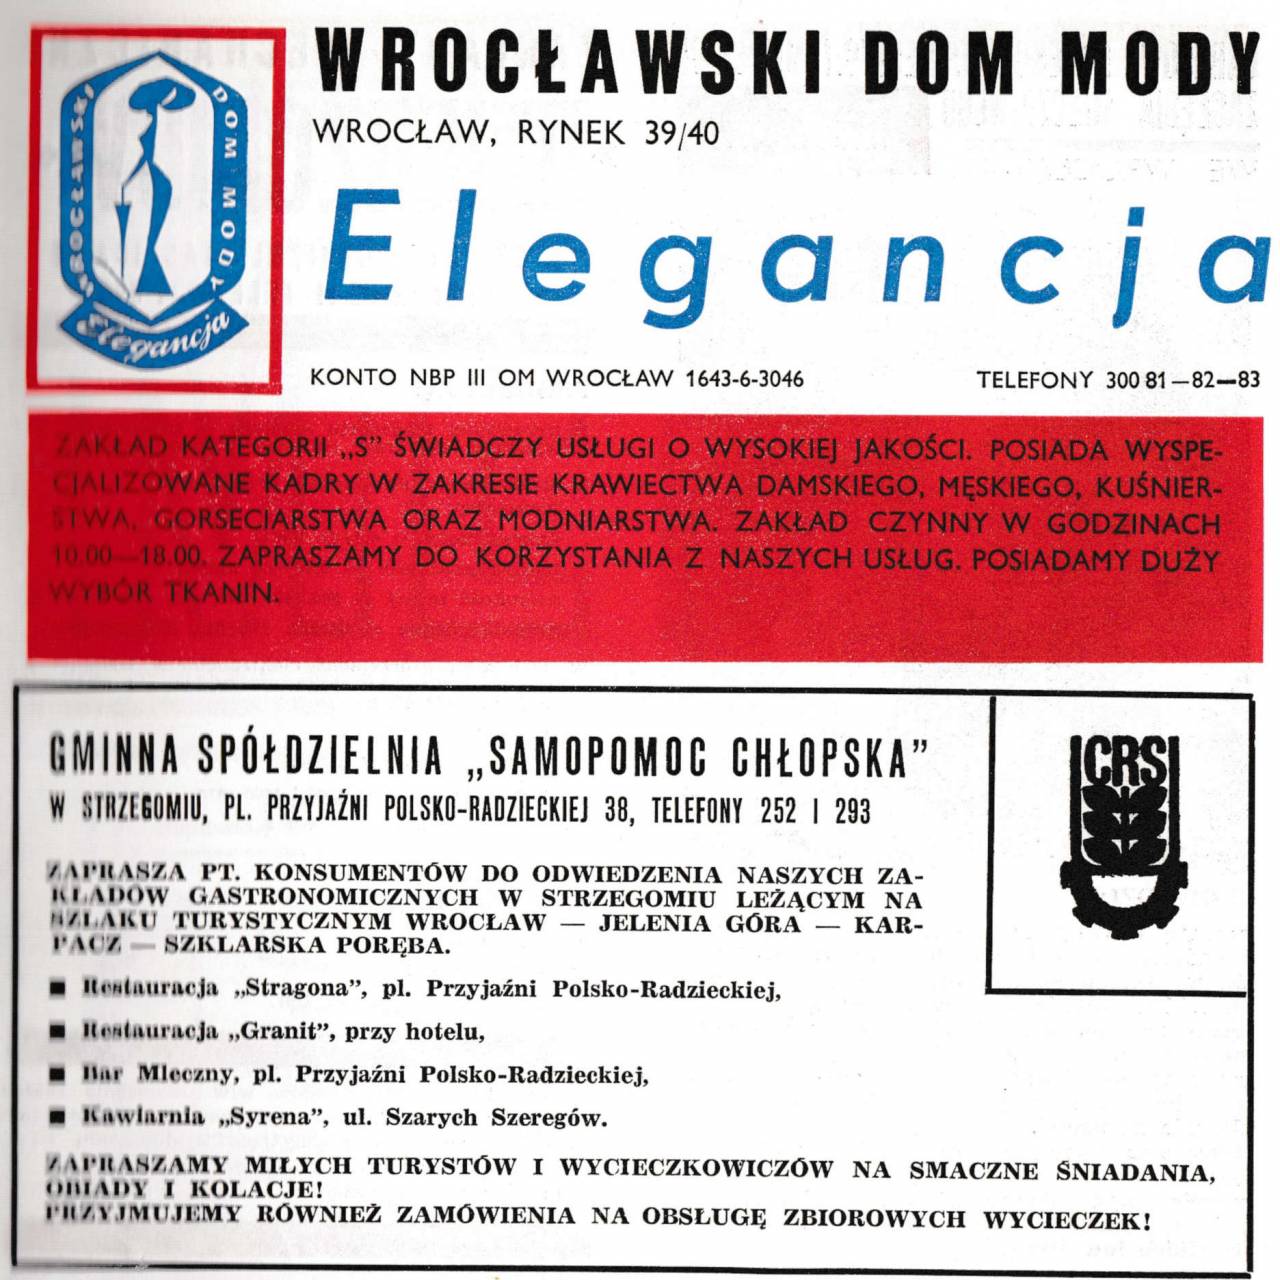 WROCŁAWSKI DOM MODY
Elegancja
WROCŁAWSKI DOM MODY
WROCŁAW, RYNEK 39/40
Elegancja
KONTO NBP III OM WROCŁAW 1643-6-3046
TELEFONY 300 81—82—83
ZAKŁAD KATEGORII „S” ŚWIADCZY USŁUGI O WYSOKIEJ JAKOŚCI. POSIADA WYSPE-
CJALIZOWANE KADRY W ZAKRESIE KRAWIECTWA DAMSKIEGO, MĘSKIEGO, KUŚNIER-
STWA, GORSECIARSTWA ORAZ MODNIARSTWA. ZAKŁAD CZYNNY W GODZINACH
10.00—18.00. ZAPRASZAMY DO KORZYSTANIA Z NASZYCH USŁUG. POSIADAMY DUŻY
WYBÓR TKANIN.
GMINNA SPÓŁDZIELNIA „SAMOPOMOC CHŁOPSKA”
W STRZEGOMIU, PL. PRZYJAŹNI POLSKO-RADZIECKIEJ 38, TELEFONY 252 I 293
CRS
ZAPRASZA PT. KONSUMENTÓW DO ODWIEDZENIA NASZYCH ZA-
KŁADÓW GASTRONOMICZNYCH W STRZEGOMIU LEŻĄCYM NA
SZLAKU TURYSTYCZNYM WROCŁAW — JELENIA GÓRA — KAR-
PACZ — SZKLARSKA PORĘBA.
■ Restauracja „Stragona”, pl. Przyjaźni Polsko-Radzieckiej,
■ Restauracja „Granit”, przy hotelu,
■ Bar Mleczny, pl. Przyjaźni Polsko-Radzieckiej,
■ Kawiarnia „Syrena”, ul. Szarych Szeregów.
ZAPRASZAMY MIŁYCH TURYSTÓW I WYCIECZKOWICZÓW NA SMACZNE ŚNIADANIA,
OBIADY I KOLACJE!
PRZYJMUJEMY RÓWNIEŻ ZAMÓWIENIA NA OBSŁUGĘ ZBIOROWYCH WYCIECZEK!